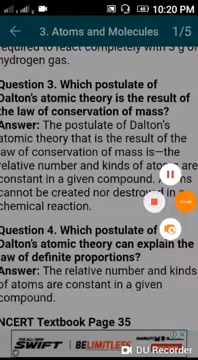 10:20 PM
3. Atoms and Molecules
1/5
required to react completely with 3 g of
hydrogen gas.
Question 3. Which postulate of
Dalton's atomic theory is the result of
the law of conservation of mass?
Answer: The postulate of Dalton's
atomic theory that is the result of the
law of conservation of mass is—the
relative number and kinds of atoms are
constant in a given compound.
cannot be created nor destroyed in a
chemical reaction.
Question 4. Which postulate of
Dalton's atomic theory can explain the
law of definite proportions?
Answer: The relative number and kinds
of atoms are constant in a given
compound.
NCERT Textbook Page 35
SWIFT
BELIMITLESS
DU Recorder